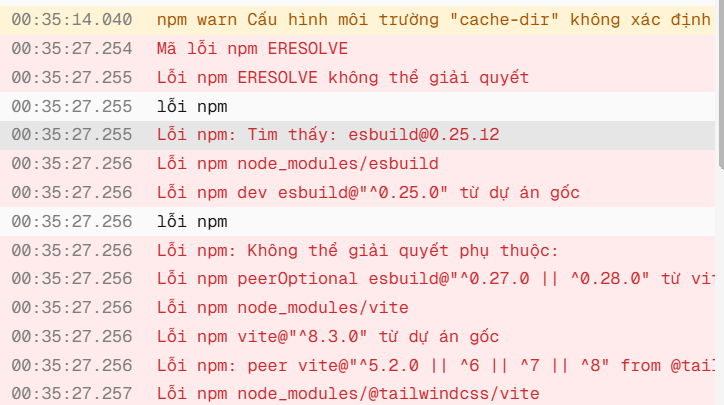 00:35:14.040 npm warn Cấu hình môi trường "cache-dir" không xác định
00:35:27.254 Mã lỗi npm ERESOLVE
00:35:27.255 Lỗi npm ERESOLVE không thể giải quyết
00:35:27.255 lỗi npm
00:35:27.255 Lỗi npm: Tìm thấy: esbuild@0.25.12
00:35:27.256 Lỗi npm node_modules/esbuild
00:35:27.256 Lỗi npm dev esbuild@"^0.25.0" từ dự án gốc
00:35:27.256 lỗi npm
00:35:27.256 Lỗi npm: Không thể giải quyết phụ thuộc:
00:35:27.256 Lỗi npm peerOptional esbuild@"^0.27.0 || ^0.28.0" từ vit
00:35:27.256 Lỗi npm node_modules/vite
00:35:27.256 Lỗi npm vite@"^8.3.0" từ dự án gốc
00:35:27.256 Lỗi npm: peer vite@"^5.2.0 || ^6 || ^7 || ^8" from @tail
00:35:27.257 Lỗi npm node_modules/@tailwindcss/vite